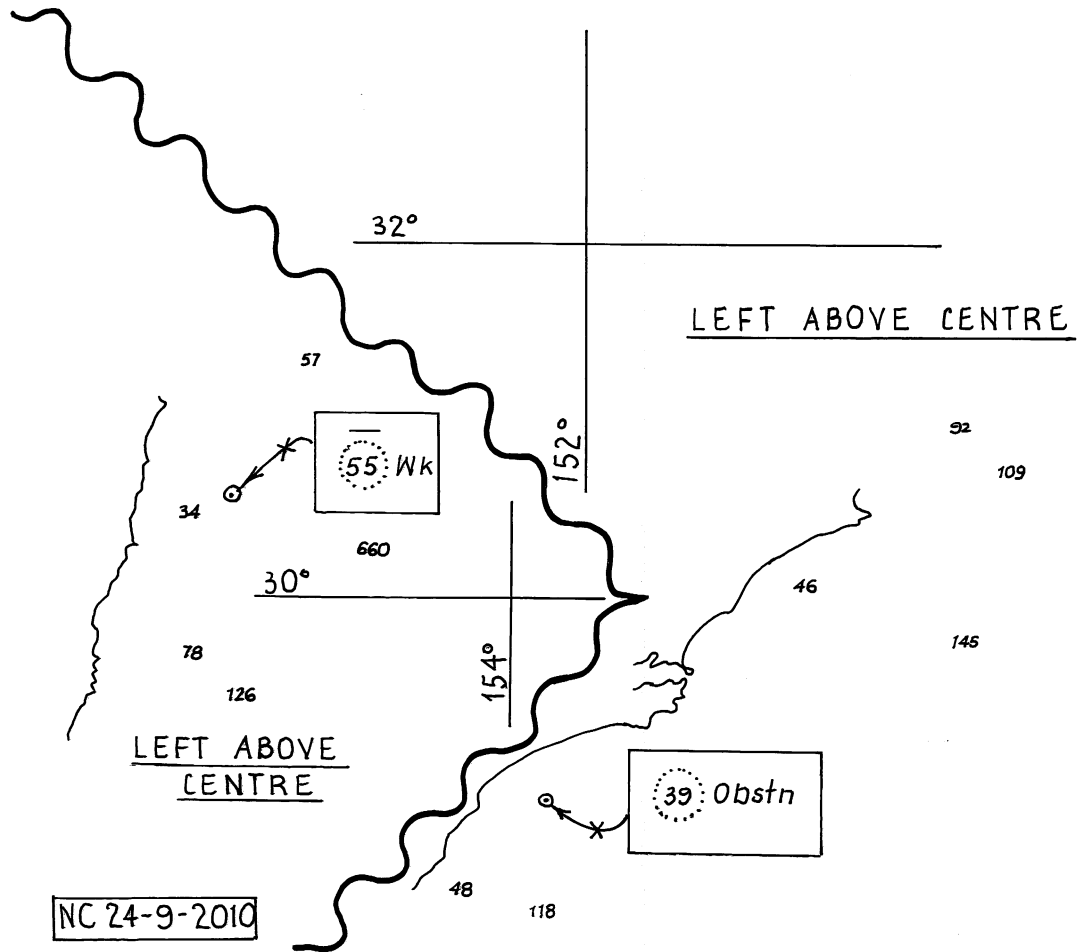 32°
LEFT ABOVE CENTRE
57
152°
92
55 Wk
109
34
660
30°
46
78
145
154°
126
LEFT ABOVE
CENTRE
39 Obstn
48
118
NC 24-9-2010